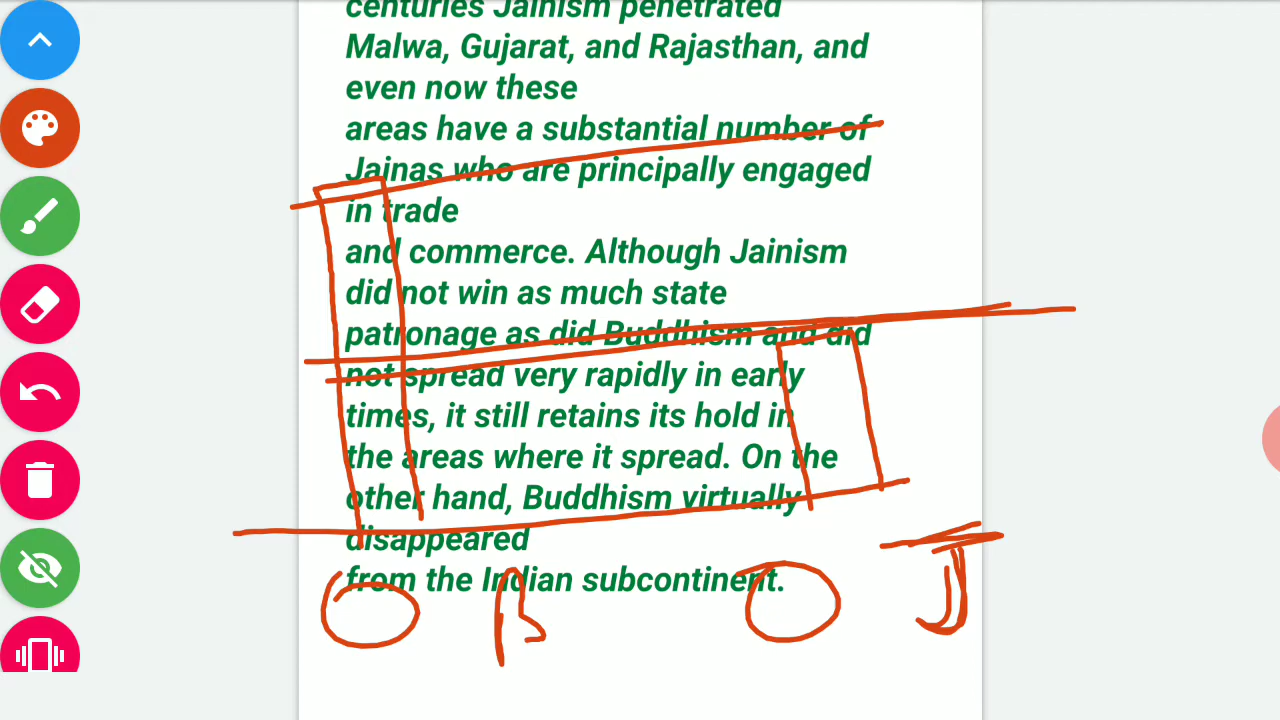 centuries Jainism penetrated
Malwa, Gujarat, and Rajasthan, and
even now these
areas have a substantial number of
Jainas who are principally engaged
in trade
and commerce. Although Jainism
did not win as much state
patronage as did Buddhism and did
not spread very rapidly in early
times, it still retains its hold in
the areas where it spread. On the
other hand, Buddhism virtually
disappeared
from the Indian subcontinent.
B J